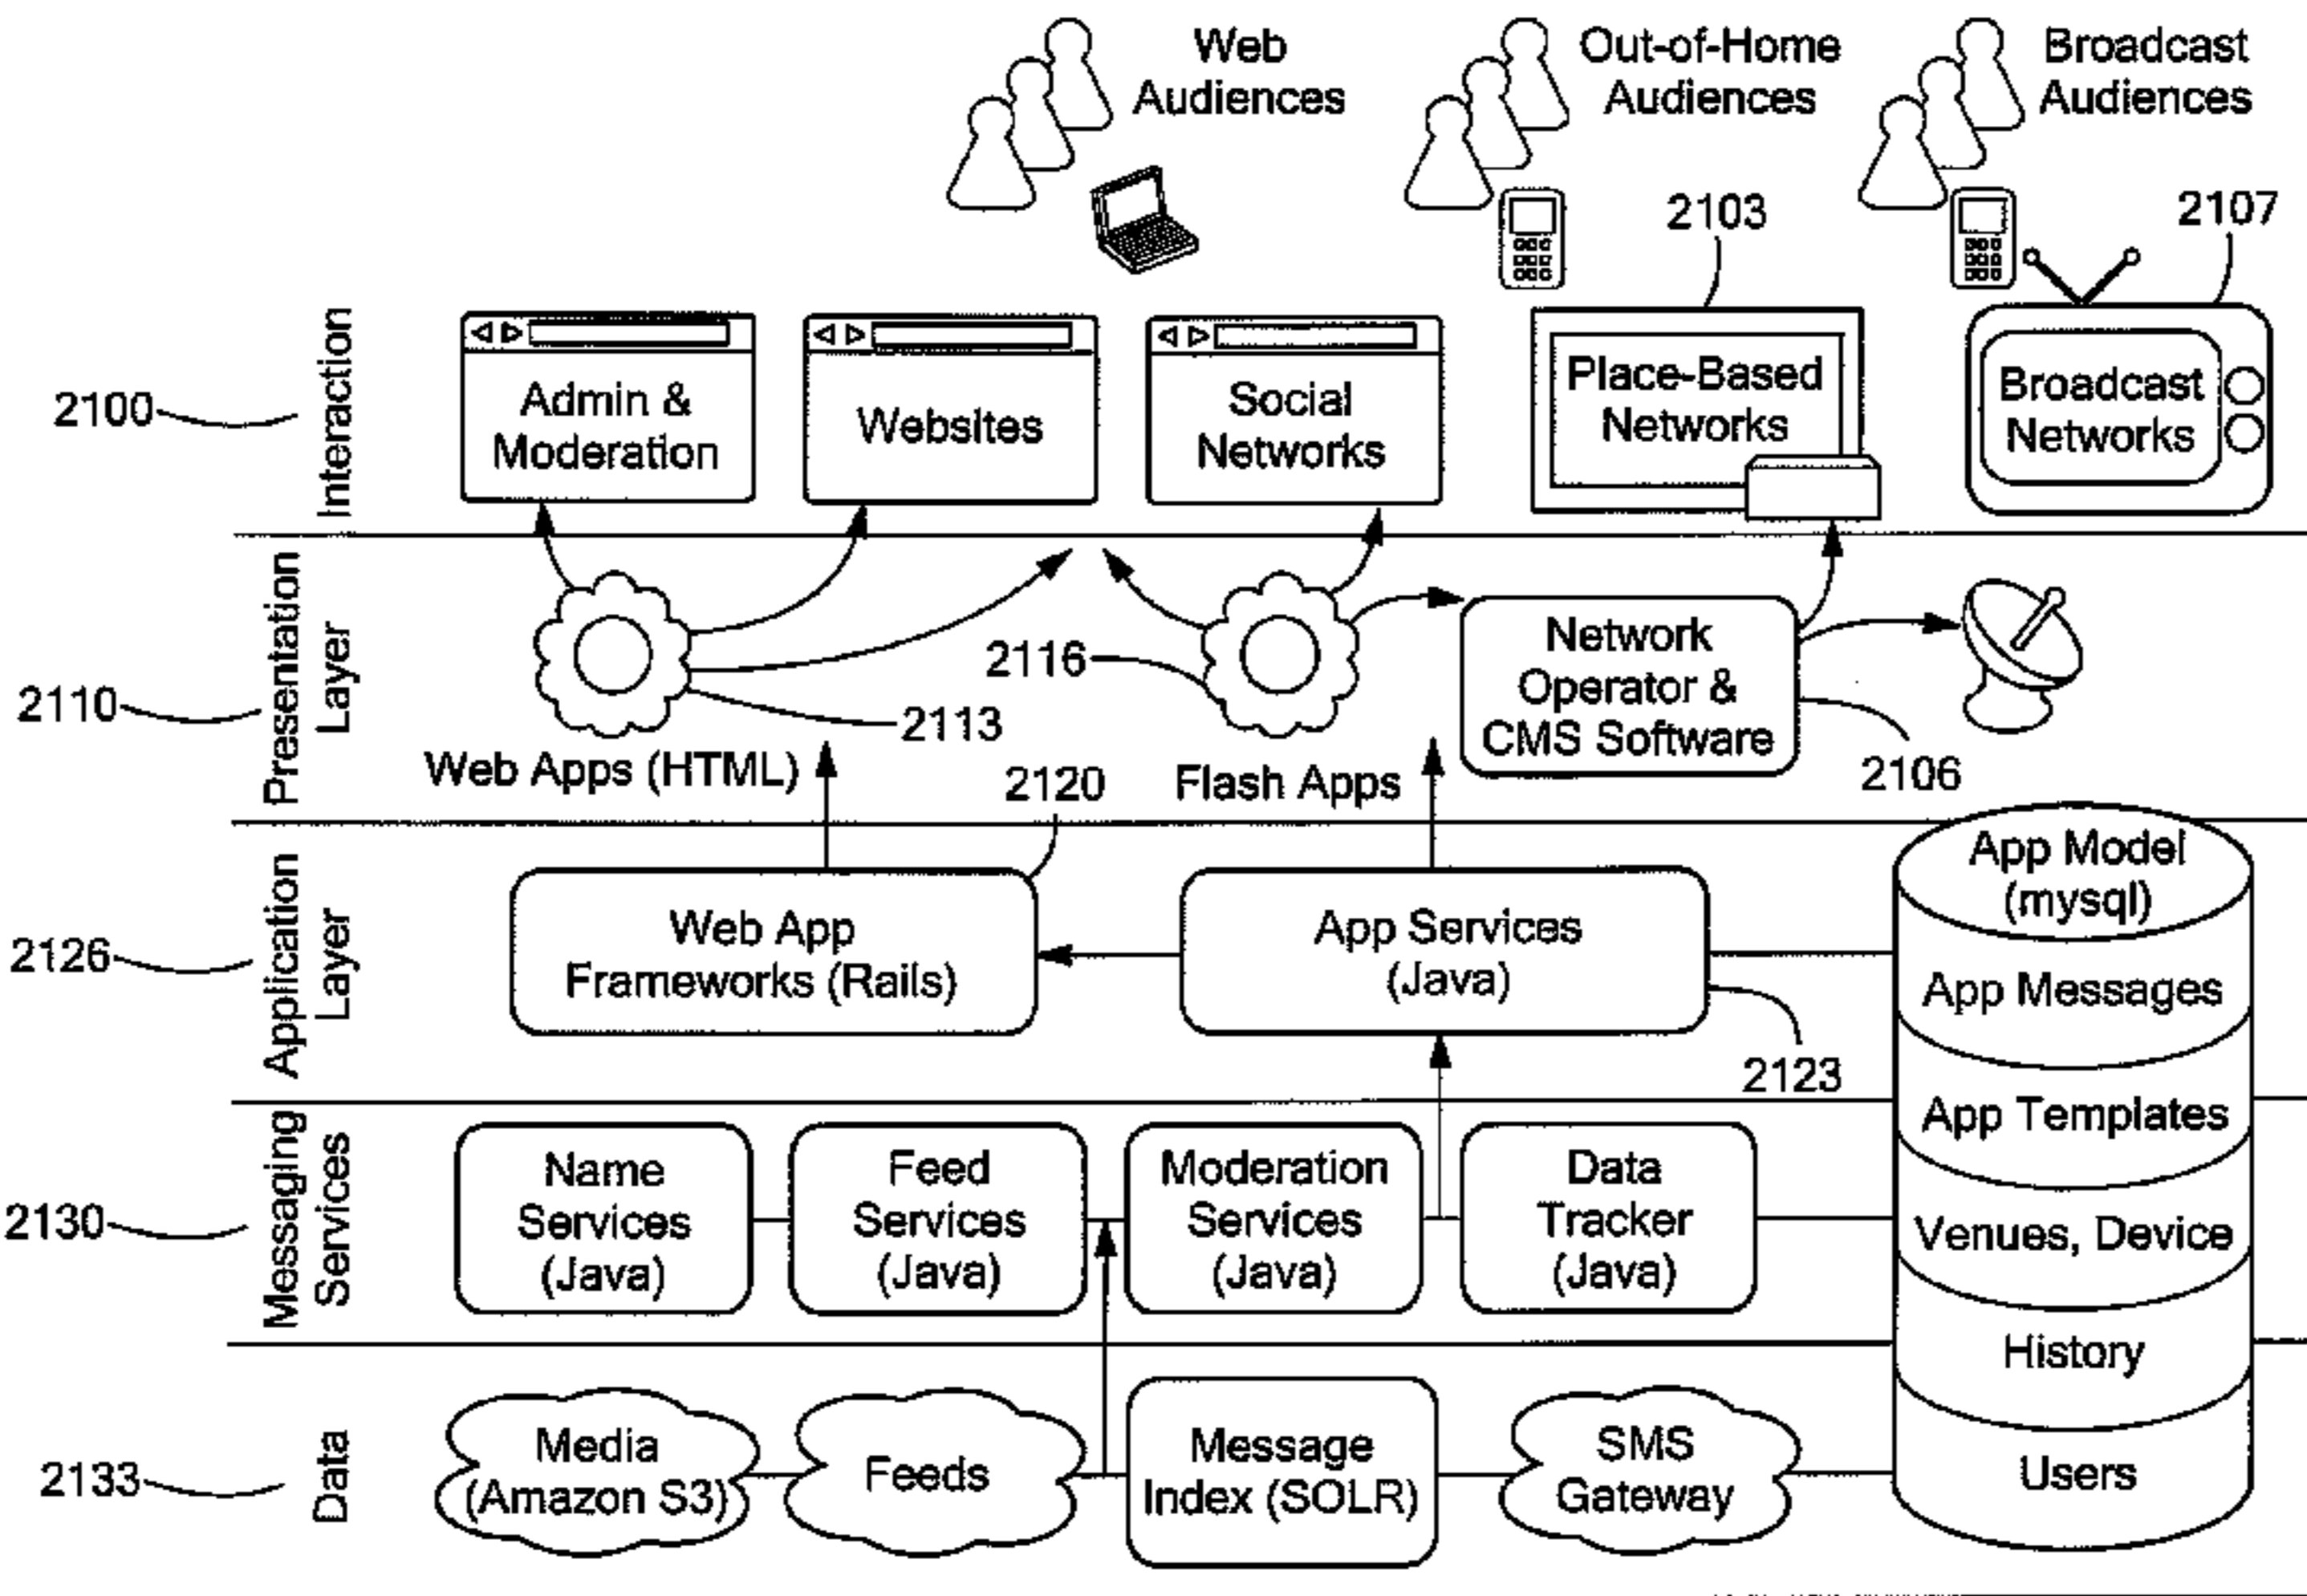 Web
Audiences
Out-of-Home
Audiences
Broadcast
Audiences
2103
2107
2100
Interaction
Admin &
Moderation
Websites
Social
Networks
Place-Based
Networks
Broadcast
Networks
2110
Presentation
Layer
2116
2113
Network
Operator &
CMS Software
2106
Web Apps (HTML)
2120
Flash Apps
2126
Application
Layer
Web App
Frameworks (Rails)
App Services
(Java)
2123
App Model
(mysql)
App Messages
App Templates
Venues, Device
History
Users
2130
Messaging
Services
Name
Services
(Java)
Feed
Services
(Java)
Moderation
Services
(Java)
Data
Tracker
(Java)
2133
Data
Media
(Amazon S3)
Feeds
Message
Index (SOLR)
SMS
Gateway